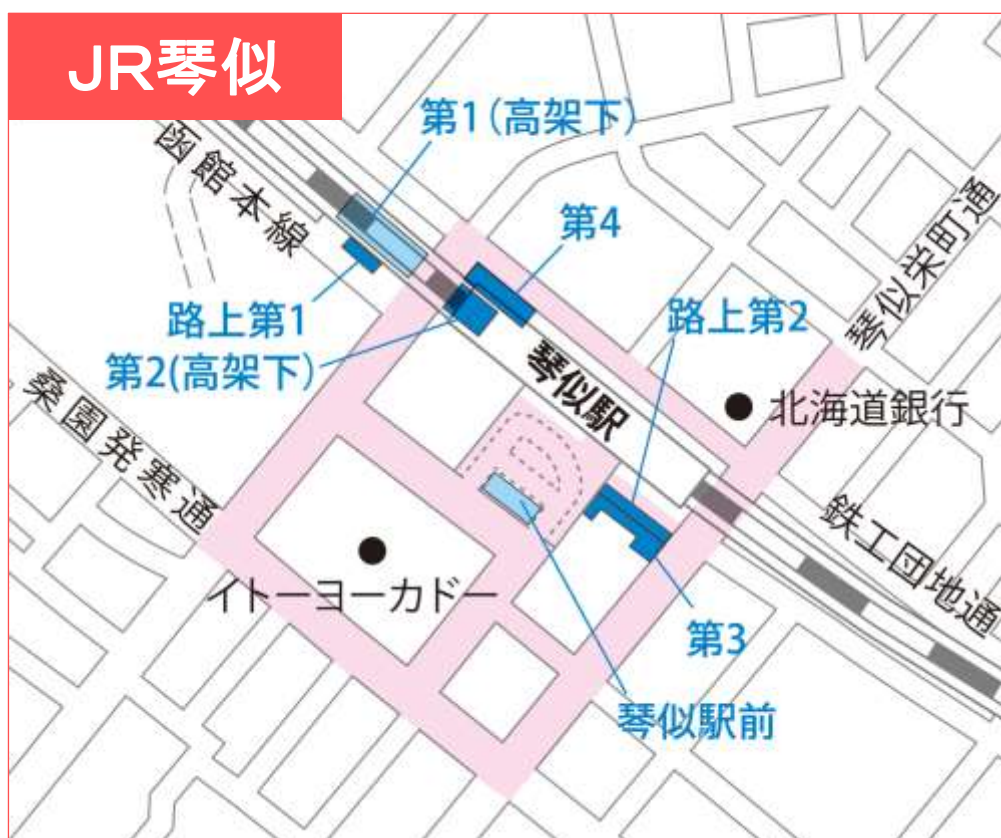 JR琴似
第1（高架下）
函館本線
第4
琴似栄町通
路上第1
路上第2
第2(高架下)
琴似駅
北海道銀行
桑園発寒通
鉄工団地通
イトーヨーカドー
第3
琴似駅前